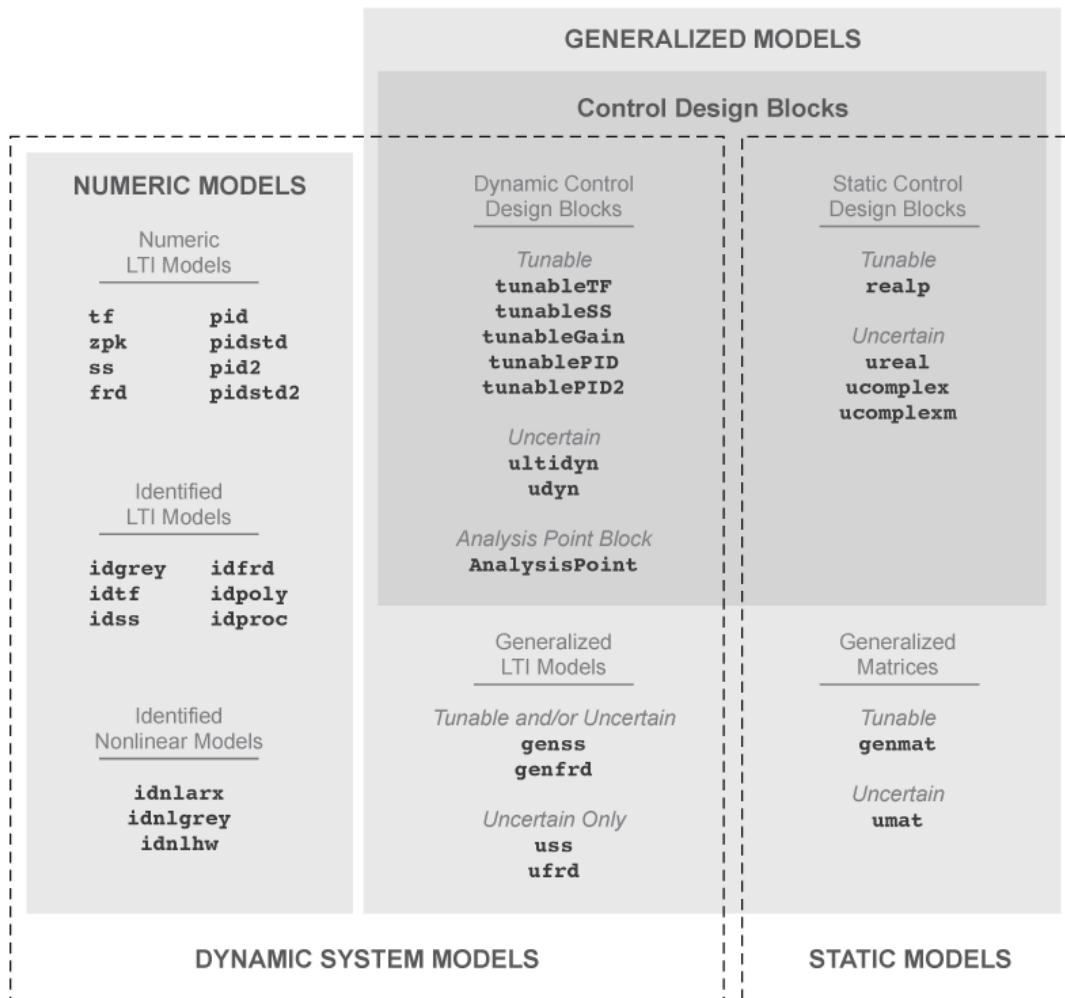 GENERALIZED MODELS
Control Design Blocks
NUMERIC MODELS
Numeric
LTI Models
tf pid
zpk pidstd
ss pid2
frd pidstd2
Identified
LTI Models
idgrey idfrd
idtf idpoly
idss idproc
Identified
Nonlinear Models
idnlarx
idnlgrey
idnlhw
Dynamic Control
Design Blocks
Tunable
tunableTF
tunableSS
tunableGain
tunablePID
tunablePID2
Uncertain
ultidyn
udyn
Analysis Point Block
AnalysisPoint
Generalized
LTI Models
Tunable and/or Uncertain
genss
genfrd
Uncertain Only
uss
ufrd
Static Control
Design Blocks
Tunable
realp
Uncertain
ureal
ucomplex
ucomplexm
Generalized
Matrices
Tunable
genmat
Uncertain
umat
DYNAMIC SYSTEM MODELS
STATIC MODELS